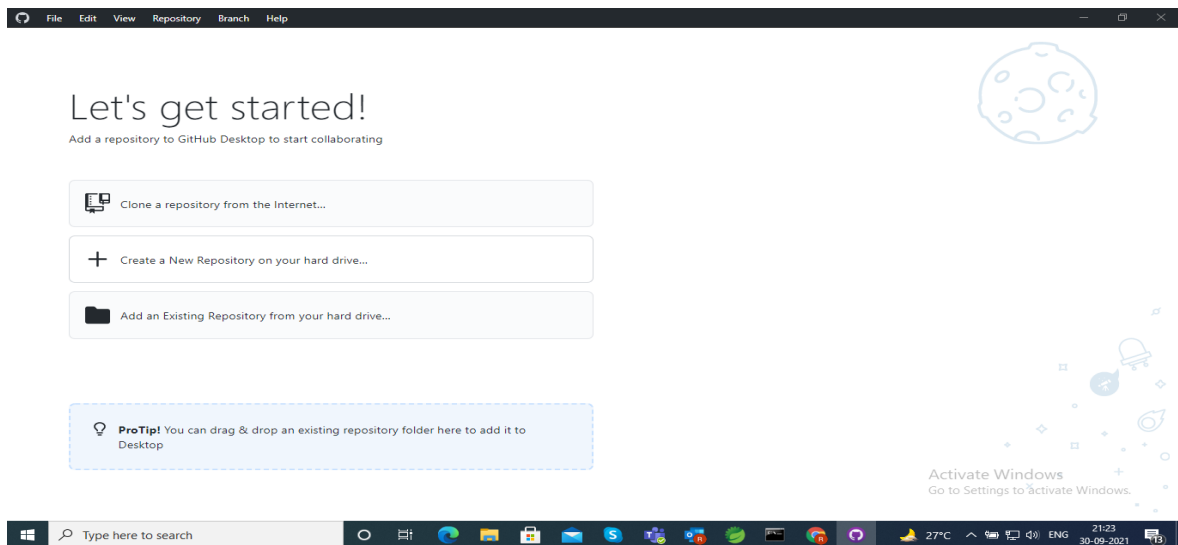 File Edit View Repository Branch Help
Let's get started!
Add a repository to GitHub Desktop to start collaborating
Clone a repository from the Internet...
Create a New Repository on your hard drive...
Add an Existing Repository from your hard drive...
ProTip! You can drag & drop an existing repository folder here to add it to
Desktop
Activate Windows
Go to Settings to activate Windows.
Type here to search
27°C ENG 21:23
30-09-2021
13